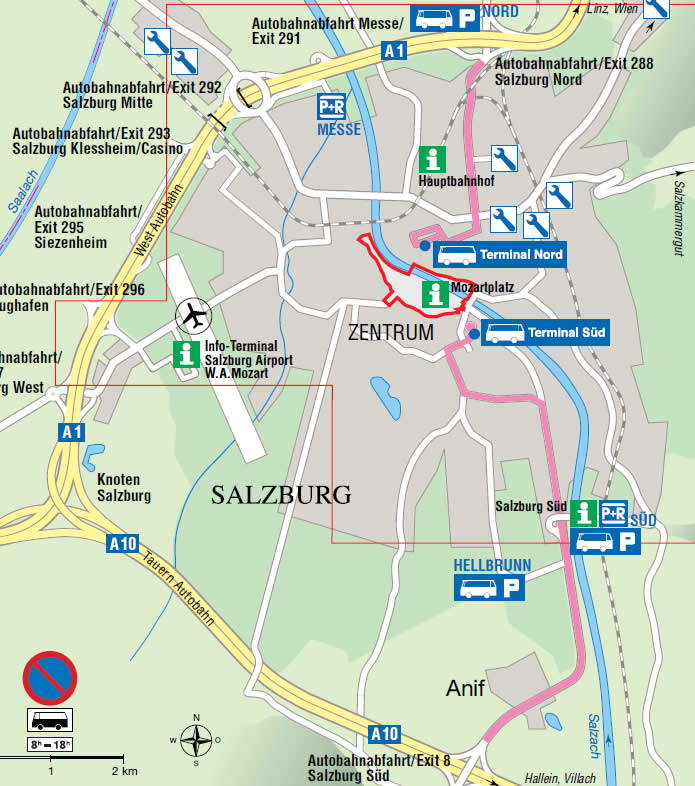 Autobahnabfahrt Messe/
Exit 291
P
NORD
Linz, Wien
A1
Autobahnabfahrt/Exit 288
Salzburg Nord
Autobahnabfahrt/Exit 292
Salzburg Mitte
P+R
MESSE
Autobahnabfahrt/Exit 293
Salzburg Klessheim/Casino
i
Hauptbahnhof
Saalach
West Autobahn
Salzkammergut
Autobahnabfahrt/
Exit 295
Siezenheim
Terminal Nord
utobahnabfahrt/Exit 296
ughafen
i
Mozartplatz
ZENTRUM
Terminal Süd
i
Info-Terminal
Salzburg Airport
W.A.Mozart
hnabfahrt/
7
rg West
A1
Knoten
Salzburg
SALZBURG
Salzburg Süd
i
P+R
SÜD
P
A10
Tauern Autobahn
HELLBRUNN
P
Anif
8h – 18h
N
W
O
S
A10
Salzach
1
2 km
Autobahnabfahrt/Exit 8
Salzburg Süd
Hallein, Villach